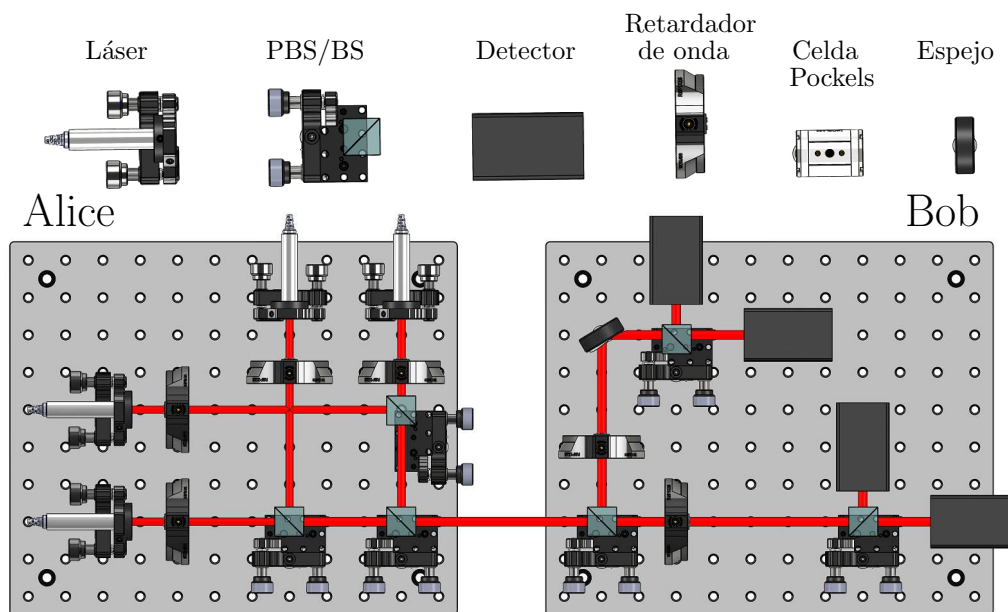 Láser
PBS/BS
Detector
Retardador
de onda
Celda
Pockels
Espejo
Alice
Bob